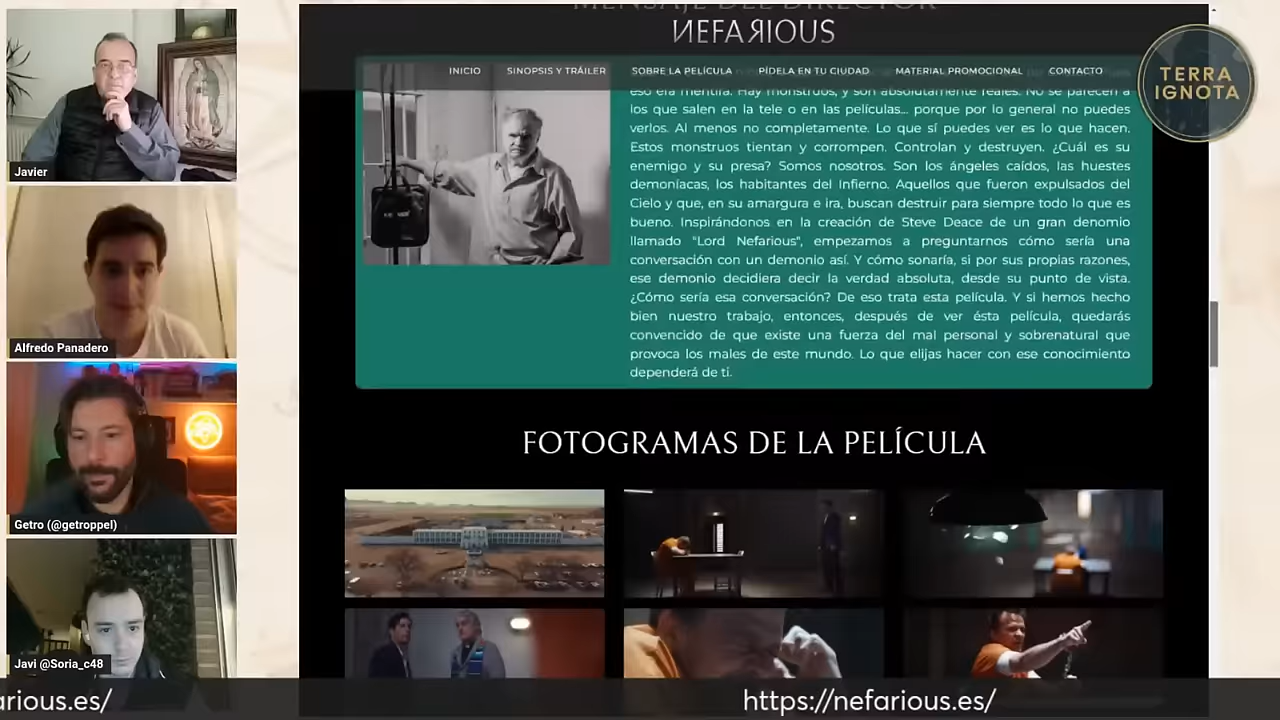 Javier
Alfredo Panadero
Getro (@getroppel)
Javi @Soria_c48
MENSAJE DEL DIRECTOR
NEFARIOUS
INICIO
SINOPSIS Y TRÁILER
SOBRE LA PELÍCULA
PÍDELA EN TU CIUDAD
MATERIAL PROMOCIONAL
CONTACTO
TERRA
IGNOTA
eso era mentira. Hay monstruos, y son absolutamente reales. No se parecen a
los que salen en la tele o en las películas... porque por lo general no puedes
verlos. Al menos no completamente. Lo que sí puedes ver es lo que hacen.
Estos monstruos tientan y corrompen. Controlan y destruyen. ¿Cuál es su
enemigo y su presa? Somos nosotros. Son los ángeles caídos, las huestes
demoníacas, los habitantes del Infierno. Aquellos que fueron expulsados del
Cielo y que, en su amargura e ira, buscan destruir para siempre todo lo que es
bueno. Inspirándonos en la creación de Steve Deace de un gran denomio
llamado "Lord Nefarious", empezamos a preguntarnos cómo sería una
conversación con un demonio así. Y cómo sonaría, si por sus propias razones,
ese demonio decidiera decir la verdad absoluta, desde su punto de vista.
¿Cómo sería esa conversación? De eso trata esta película. Y si hemos hecho
bien nuestro trabajo, entonces, después de ver ésta película, quedarás
convencido de que existe una fuerza del mal personal y sobrenatural que
provoca los males de este mundo. Lo que elijas hacer con ese conocimiento
dependerá de ti.
FOTOGRAMAS DE LA PELÍCULA
arious.es/
https://nefarious.es/